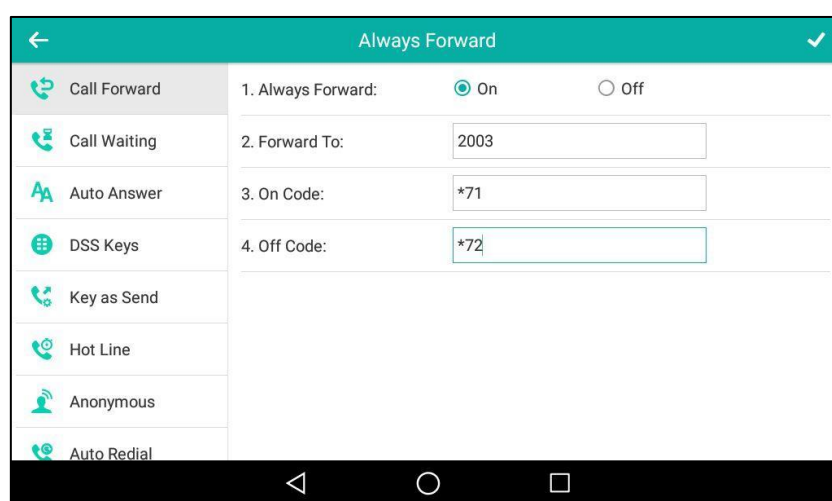 Always Forward
Call Forward
1. Always Forward: On Off
Call Waiting
2. Forward To: 2003
Auto Answer
3. On Code: *71
DSS Keys
4. Off Code: *72
Key as Send
Hot Line
Anonymous
Auto Redial